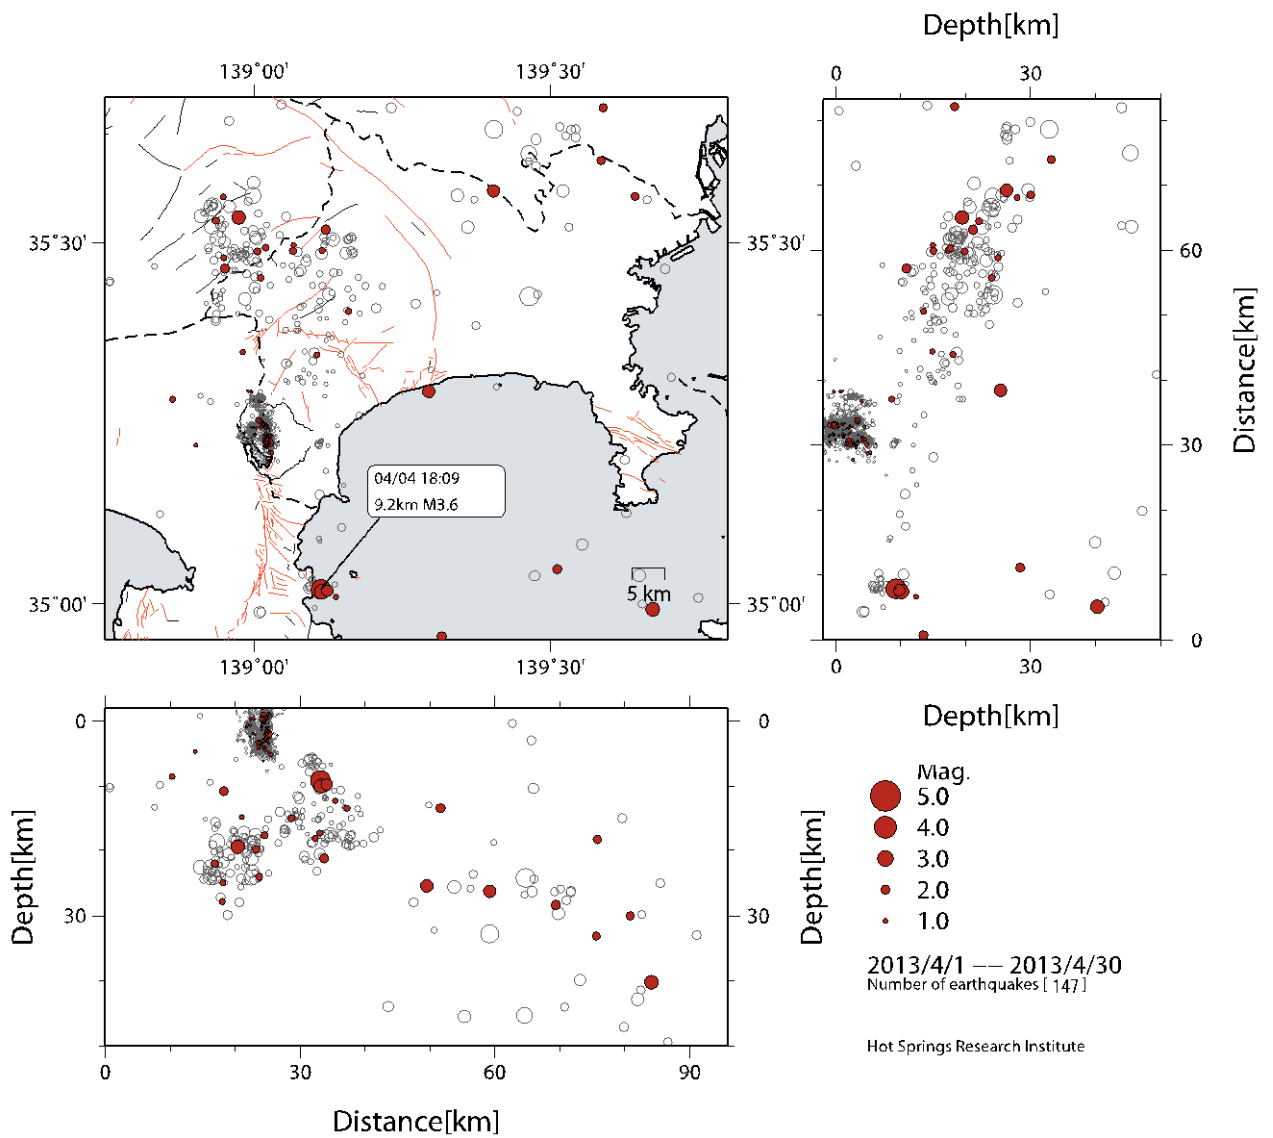 Depth[km]
139˚00'
139˚30'
0
30
35˚30'
35˚30'
60
Distance[km]
30
04/04 18:09
9.2km M3.6
5 km
35˚00'
35˚00'
0
139˚00'
139˚30'
0
30
Depth[km]
0
0
Mag.
5.0
4.0
3.0
2.0
1.0
Depth[km]
Depth[km]
30
30
2013/4/1 –– 2013/4/30
Number of earthquakes [ 147]
Hot Springs Research Institute
0
30
60
90
Distance[km]